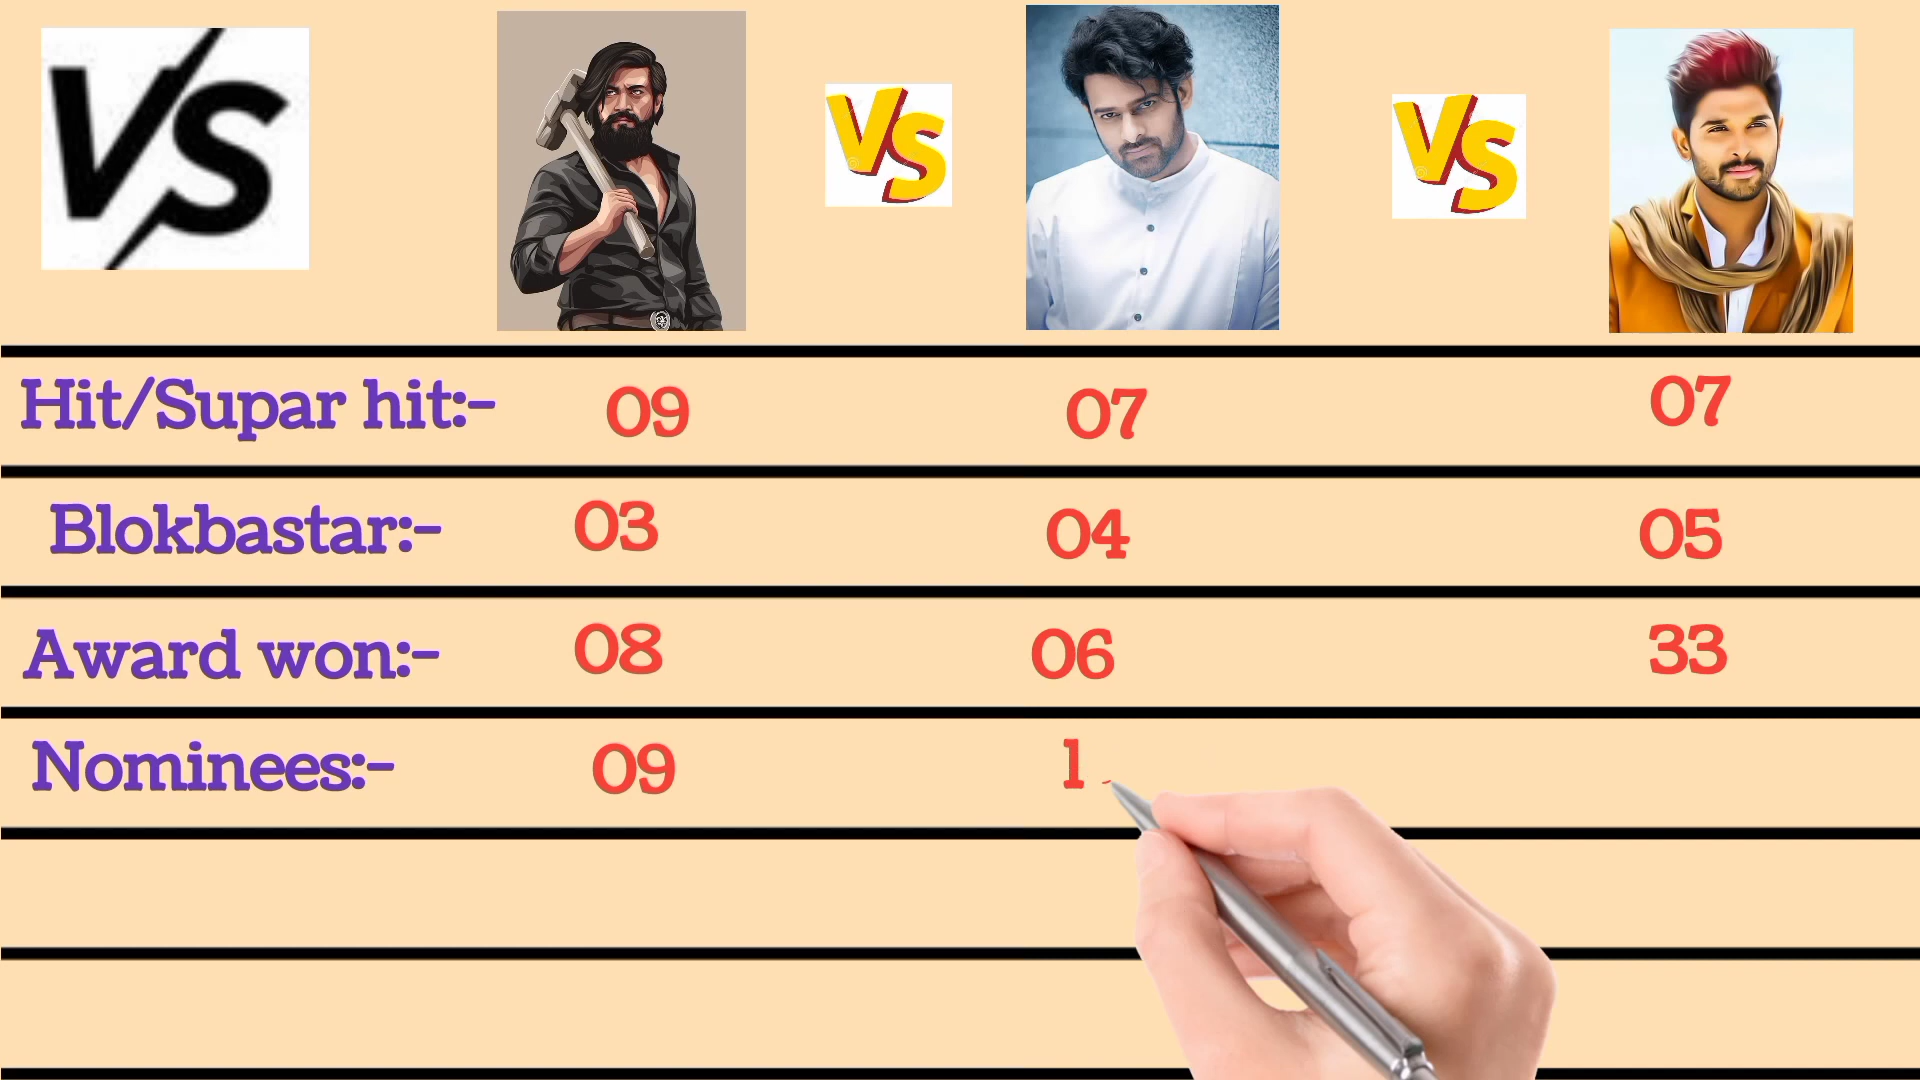 VS
VS
VS
Hit/Supar hit:- 09 07 07
Blokbastar:- 03 04 05
Award won:- 08 06 33
Nominees:- 09 1